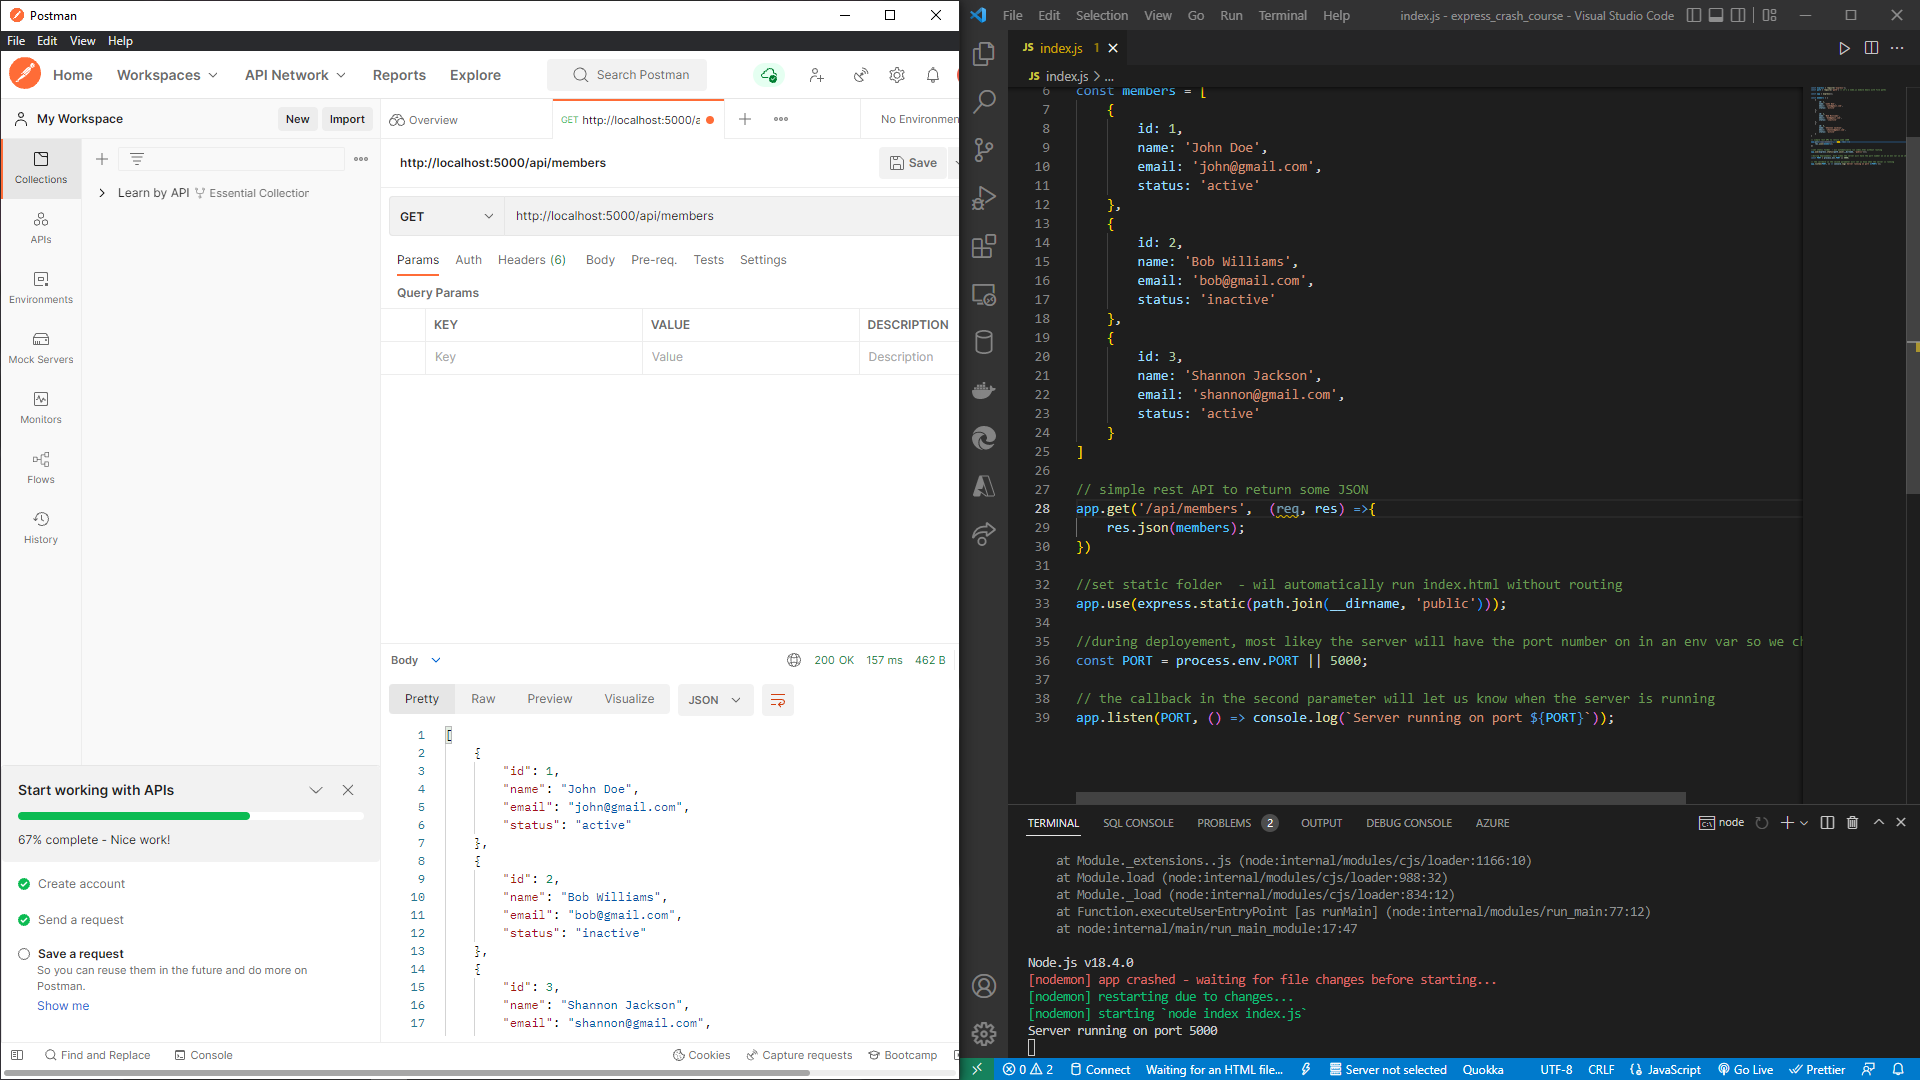 Postman
File Edit View Help
Home Workspaces API Network Reports Explore Search Postman
My Workspace New Import
Overview GET http://localhost:5000/a No Environmen
Collections
Learn by API Essential Collection
APIs
Environments
Mock Servers
Monitors
Flows
History
http://localhost:5000/api/members Save
GET http://localhost:5000/api/members
Params Auth Headers (6) Body Pre-req. Tests Settings
Query Params
KEY VALUE DESCRIPTION
Key Value Description
Body 200 OK 157 ms 462 B
Pretty Raw Preview Visualize JSON
1 [
2 {
3 "id": 1,
4 "name": "John Doe",
5 "email": "john@gmail.com",
6 "status": "active"
7 },
8 {
9 "id": 2,
10 "name": "Bob Williams",
11 "email": "bob@gmail.com",
12 "status": "inactive"
13 },
14 {
15 "id": 3,
16 "name": "Shannon Jackson",
17 "email": "shannon@gmail.com",
Start working with APIs
67% complete - Nice work!
Create account
Send a request
Save a request
So you can reuse them in the future and do more on
Postman.
Show me
Find and Replace Console Cookies Capture requests Bootcamp
File Edit Selection View Go Run Terminal Help index.js - express_crash_course - Visual Studio Code
JS index.js 1
JS index.js > ...
6 const members = [
7 {
8 id: 1,
9 name: 'John Doe',
10 email: 'john@gmail.com',
11 status: 'active'
12 },
13 {
14 id: 2,
15 name: 'Bob Williams',
16 email: 'bob@gmail.com',
17 status: 'inactive'
18 },
19 {
20 id: 3,
21 name: 'Shannon Jackson',
22 email: 'shannon@gmail.com',
23 status: 'active'
24 }
25 ]
26
27 // simple rest API to return some JSON
28 app.get('/api/members',  (req, res) =>{
29 res.json(members);
30 })
31
32 //set static folder  - wil automatically run index.html without routing
33 app.use(express.static(path.join(__dirname, 'public')));
34
35 //during deployement, most likey the server will have the port number on in an env var so we c
36 const PORT = process.env.PORT || 5000;
37
38 // the callback in the second parameter will let us know when the server is running
39 app.listen(PORT, () => console.log(`Server running on port ${PORT}`));
TERMINAL SQL CONSOLE PROBLEMS 2 OUTPUT DEBUG CONSOLE AZURE node
at Module._extensions..js (node:internal/modules/cjs/loader:1166:10)
at Module.load (node:internal/modules/cjs/loader:988:32)
at Module._load (node:internal/modules/cjs/loader:834:12)
at Function.executeUserEntryPoint [as runMain] (node:internal/modules/run_main:77:12)
at node:internal/main/run_main_module:17:47
Node.js v18.4.0
[nodemon] app crashed - waiting for file changes before starting...
[nodemon] restarting due to changes...
[nodemon] starting `node index index.js`
Server running on port 5000
0 2 Connect Waiting for an HTML file... Server not selected Quokka UTF-8 CRLF {} JavaScript Go Live Prettier